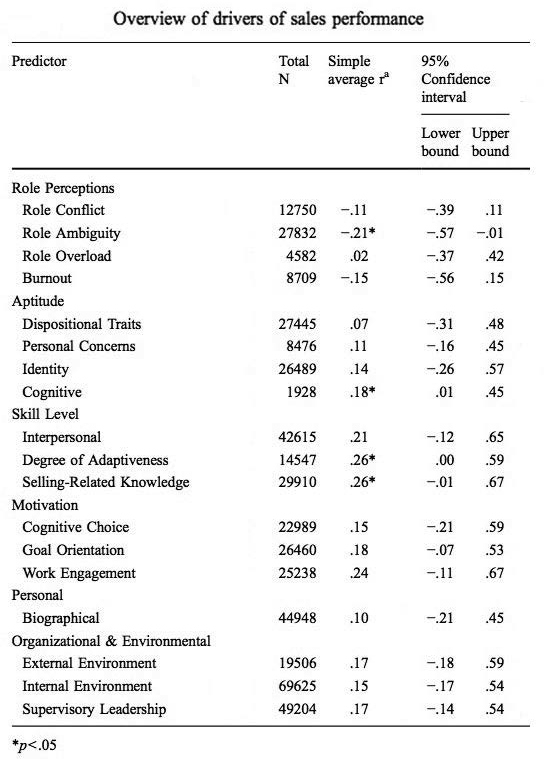 Overview of drivers of sales performance
Predictor Total Simple 95%
N average rᵃ Confidence
interval
Lower Upper
bound bound
Role Perceptions
Role Conflict 12750 −.11 −.39 .11
Role Ambiguity 27832 −.21* −.57 −.01
Role Overload 4582 .02 −.37 .42
Burnout 8709 −.15 −.56 .15
Aptitude
Dispositional Traits 27445 .07 −.31 .48
Personal Concerns 8476 .11 −.16 .45
Identity 26489 .14 −.26 .57
Cognitive 1928 .18* .01 .45
Skill Level
Interpersonal 42615 .21 −.12 .65
Degree of Adaptiveness 14547 .26* .00 .59
Selling-Related Knowledge 29910 .26* −.01 .67
Motivation
Cognitive Choice 22989 .15 −.21 .59
Goal Orientation 26460 .18 −.07 .53
Work Engagement 25238 .24 −.11 .67
Personal
Biographical 44948 .10 −.21 .45
Organizational & Environmental
External Environment 19506 .17 −.18 .59
Internal Environment 69625 .15 −.17 .54
Supervisory Leadership 49204 .17 −.14 .54
*p<.05